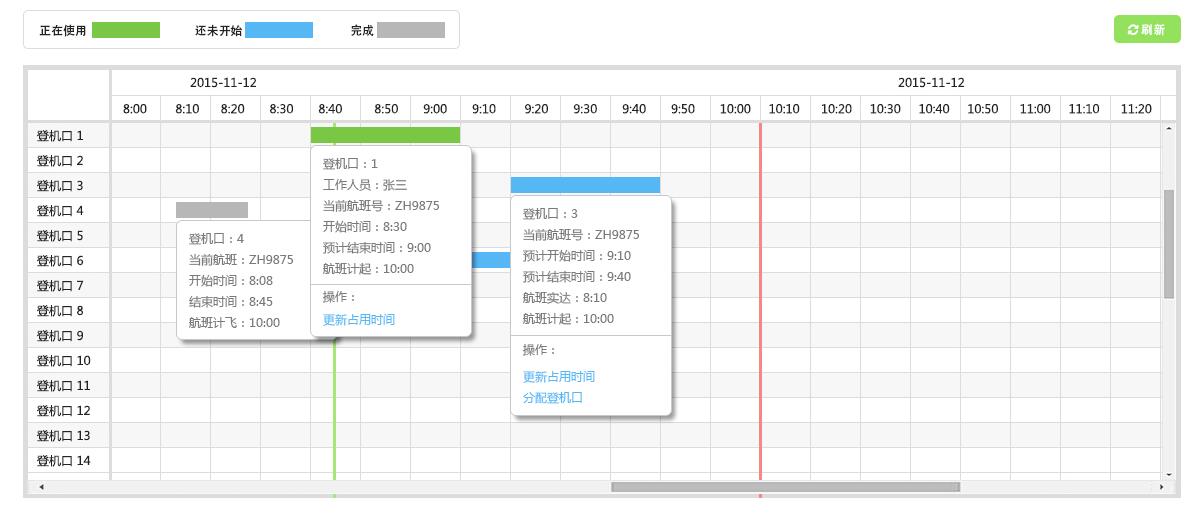 正在使用 还未开始 完成 刷新
2015-11-12 2015-11-12
8:00 8:10 8:20 8:30 8:40 8:50 9:00 9:10 9:20 9:30 9:40 9:50 10:00 10:10 10:20 10:30 10:40 10:50 11:00 11:10 11:20
登机口 1
登机口 2
登机口 3
登机口 4
登机口 5
登机口 6
登机口 7
登机口 8
登机口 9
登机口 10
登机口 11
登机口 12
登机口 13
登机口 14
登机口：4
当前航班：ZH9875
开始时间：8:08
结束时间：8:45
航班计飞：10:00
登机口：1
工作人员：张三
当前航班号：ZH9875
开始时间：8:30
预计结束时间：9:00
航班计起：10:00
操作：
更新占用时间
登机口：3
当前航班号：ZH9875
预计开始时间：9:10
预计结束时间：9:40
航班实达：8:10
航班计起：10:00
操作：
更新占用时间
分配登机口